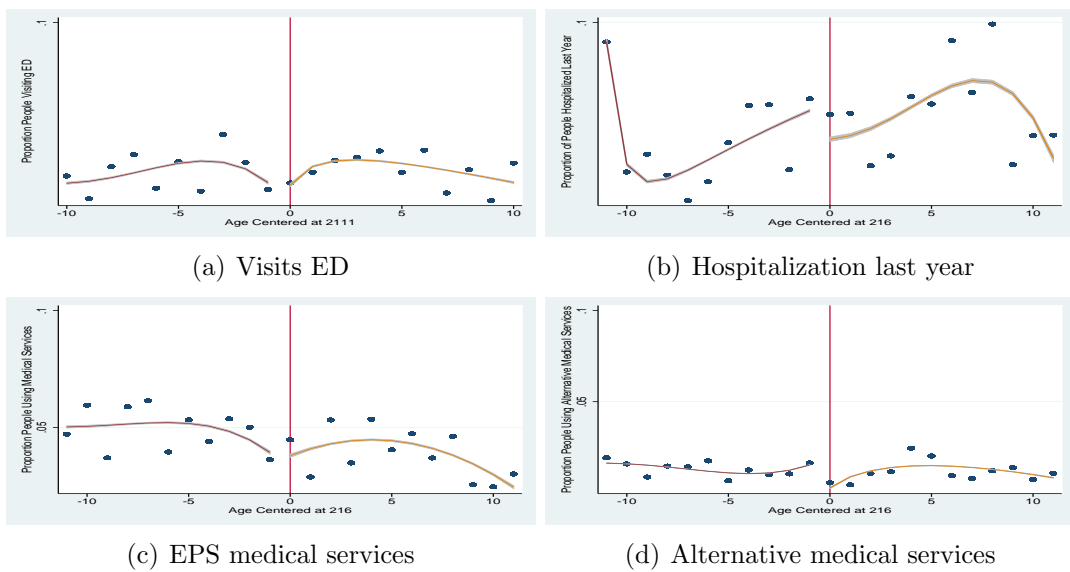 .1
Proportion People Visiting ED
-10 -5 0 5 10
Age Centered at 2111
(a) Visits ED
.1
Proportion of People Hospitalized Last Year
-10 -5 0 5 10
Age Centered at 216
(b) Hospitalization last year
.1
.05
Proportion People Using Medical Services
-10 -5 0 5 10
Age Centered at 216
(c) EPS medical services
.1
.05
Proportion People Using Alternative Medical Services
-10 -5 0 5 10
Age Centered at 216
(d) Alternative medical services